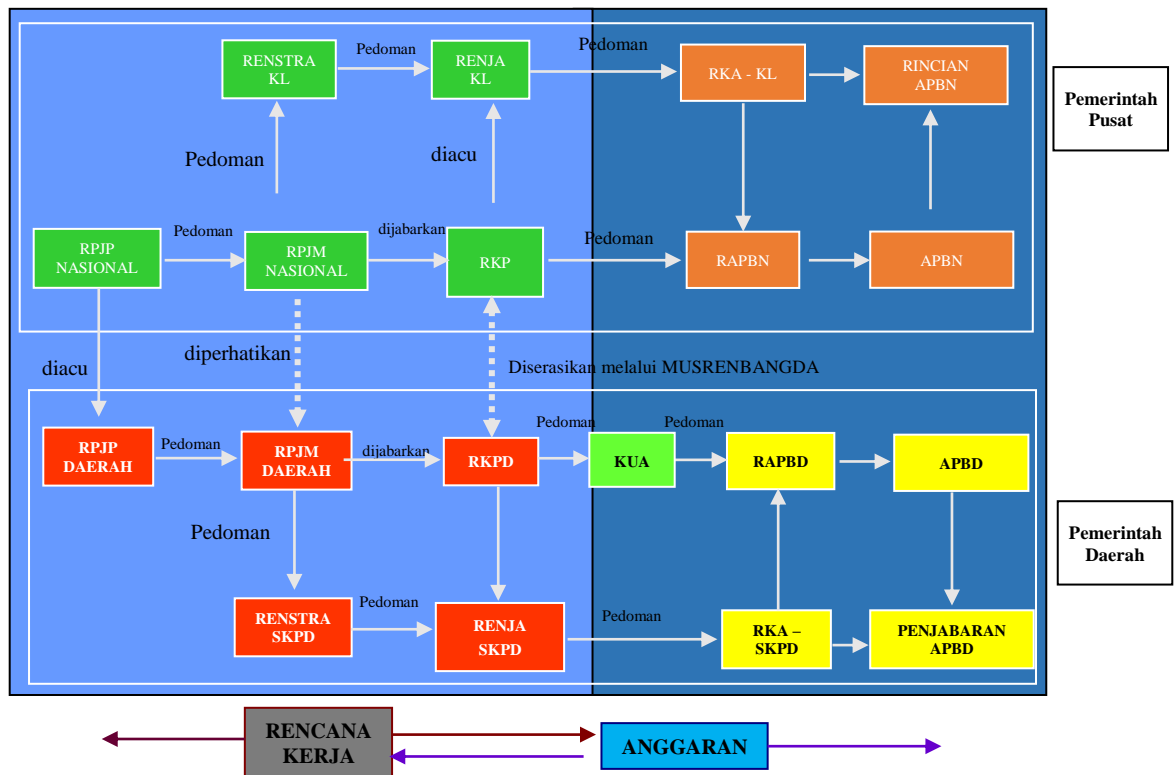 Pedoman
Pedoman
RENSTRA
KL
RENJA
KL
RKA - KL
RINCIAN
APBN
Pemerintah
Pusat
Pedoman
diacu
RPJP
NASIONAL
Pedoman
RPJM
NASIONAL
dijabarkan
RKP
Pedoman
RAPBN
APBN
diacu
diperhatikan
Diserasikan melalui MUSRENBANGDA
RPJP
DAERAH
Pedoman
RPJM
DAERAH
dijabarkan
RKPD
Pedoman
KUA
Pedoman
RAPBD
APBD
Pedoman
Pemerintah
Daerah
RENSTRA
SKPD
Pedoman
RENJA
SKPD
Pedoman
RKA –
SKPD
PENJABARAN
APBD
RENCANA
KERJA
ANGGARAN